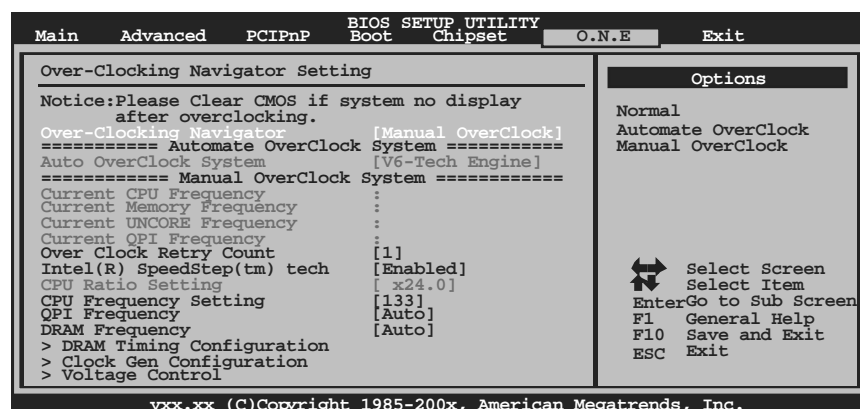 BIOS SETUP UTILITY
Main Advanced PCIPnP Boot Chipset O.N.E Exit
Over-Clocking Navigator Setting
Notice:Please Clear CMOS if system no display
after overclocking.
Over-Clocking Navigator [Manual OverClock]
=========== Automate OverClock System ===========
Auto OverClock System [V6-Tech Engine]
============ Manual OverClock System ============
Current CPU Frequency :
Current Memory Frequency :
Current UNCORE Frequency :
Current QPI Frequency :
Over Clock Retry Count [1]
Intel(R) SpeedStep(tm) tech [Enabled]
CPU Ratio Setting [ x24.0]
CPU Frequency Setting [133]
QPI Frequency [Auto]
DRAM Frequency [Auto]
> DRAM Timing Configuration
> Clock Gen Configuration
> Voltage Control
Options
Normal
Automate OverClock
Manual OverClock
Select Screen
Select Item
Enter Go to Sub Screen
F1 General Help
F10 Save and Exit
ESC Exit
vxx.xx (C)Copyright 1985-200x, American Megatrends, Inc.